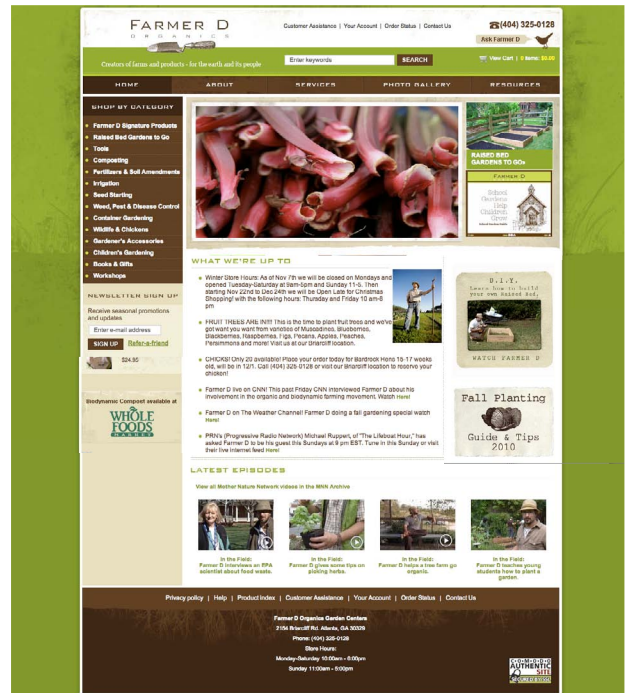 FARMER D
ORGANICS
Customer Assistance | Your Account | Order Status | Contact Us
(404) 325-0128
Ask Farmer D
Creators of farms and products - for the earth and its people
Enter keywords
SEARCH
View Cart | 0 items: $0.00
HOME
ABOUT
SERVICES
PHOTO GALLERY
RESOURCES
SHOP BY CATEGORY
Farmer D Signature Products
Raised Bed Gardens to Go
Tools
Composting
Fertilizers & Soil Amendments
Irrigation
Seed Starting
Weed, Pest & Disease Control
Container Gardening
Wildlife & Chickens
Gardener's Accessories
Children's Gardening
Books & Gifts
Workshops
NEWSLETTER SIGN UP
Receive seasonal promotions
and updates
Enter e-mail address
SIGN UP
Refer-a-friend
$24.95
Biodynamic Compost available at
WHOLE
FOODS
MARKET
RAISED BED
GARDENS TO GO»
FARMER D
School
Gardens
Help
Children
Grow
WHAT WE'RE UP TO
Winter Store Hours: As of Nov 7th we will be closed on Mondays and
opened Tuesday-Saturday at 9am-5pm and Sunday 11-5. Then
starting Nov 22nd to Dec 24th we will be Open Late for Christmas
Shopping! with the following hours: Thursday and Friday 10 am-8
pm
FRUIT TREES ARE IN!!! This is the time to plant fruit trees and we've
got want you want from varieties of Muscadines, Blueberries,
Blackberries, Raspberries, Figs, Pecans, Apples, Peaches,
Persimmons and more! Visit us at our Briarcliff location.
CHICKS! Only 20 available! Place your order today for Bardrock Hens 15-17 weeks
old, will be in 12/1. Call (404) 325-0128 or visit our Briarcliff location to reserve your
chicken!
Farmer D live on CNN! This past Friday CNN interviewed Farmer D about his
involvement in the organic and biodynamic farming movement. Watch Here!
Farmer D on The Weather Channel! Farmer D doing a fall gardening special watch
Here!
PRN's (Progressive Radio Network) Michael Ruppert, of "The Lifeboat Hour," has
asked Farmer D to be his guest this Sundays at 9 pm EST. Tune in this Sunday or visit
their live internet feed Here!
D.I.Y.
Learn how to build
your own Raised Bed,
WATCH FARMER D
Fall Planting
Guide & Tips
2010
LATEST EPISODES
View all Mother Nature Network videos in the MNN Archive
In the Field:
Farmer D interviews an EPA
scientist about food waste.
In the Field:
Farmer D gives some tips on
picking herbs.
In the Field:
Farmer D helps a tree farm go
organic.
In the Field:
Farmer D teaches young
students how to plant a
garden
Privacy policy | Help | Product index | Customer Assistance | Your Account | Order Status | Contact Us
Farmer D Organics Garden Centers
2154 Briarcliff Rd. Atlanta, GA 30329
Phone: (404) 325-0128
Store Hours:
Monday-Saturday 10:00am - 6:00pm
Sunday 11:00am - 5:00pm
COMODO
AUTHENTIC
SITE